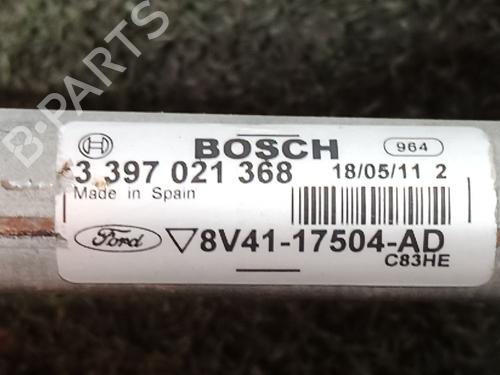 B-PARTS
BOSCH 964
3 397 021 368 18/05/11 2
Made in Spain
Ford 8V41-17504-AD
C83HE